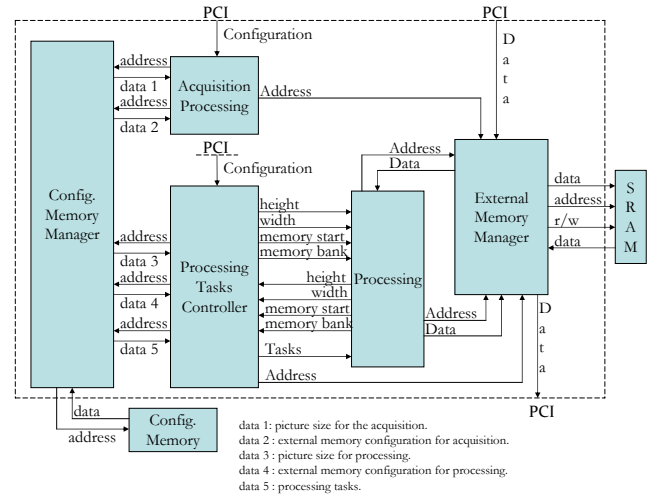 PCI
PCI
Configuration
D
a
t
a
address
data 1
address
data 2
Acquisition
Processing
Address
PCI
Configuration
Config.
Memory
Manager
address
data 3
address
data 4
address
data 5
Processing
Tasks
Controller
height
width
memory start
memory bank
height
width
memory start
memory bank
Tasks
Address
Processing
Address
Data
Address
Data
External
Memory
Manager
data
address
r/w
data
S
R
A
M
D
a
t
a
PCI
data
address
Config.
Memory
data 1: picture size for the acquisition.
data 2 : external memory configuration for acquisition.
data 3 : picture size for processing.
data 4 : external memory configuration for processing.
data 5 : processing tasks.